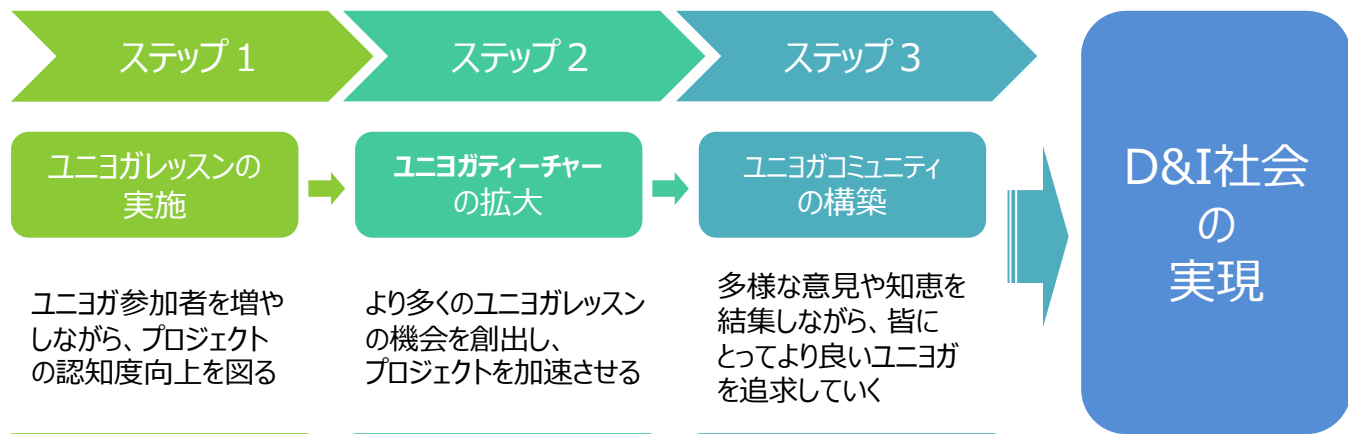 ステップ1
ステップ2
ステップ3
ユニヨガレッスンの
実施
ユニヨガティーチャー
の拡大
ユニヨガコミュニティ
の構築
ユニヨガ参加者を増や
しながら、プロジェクト
の認知度向上を図る
より多くのユニヨガレッスン
の機会を創出し、
プロジェクトを加速させる
多様な意見や知恵を
結集しながら、皆に
とってより良いユニヨガ
を追求していく
D&I社会
の
実現